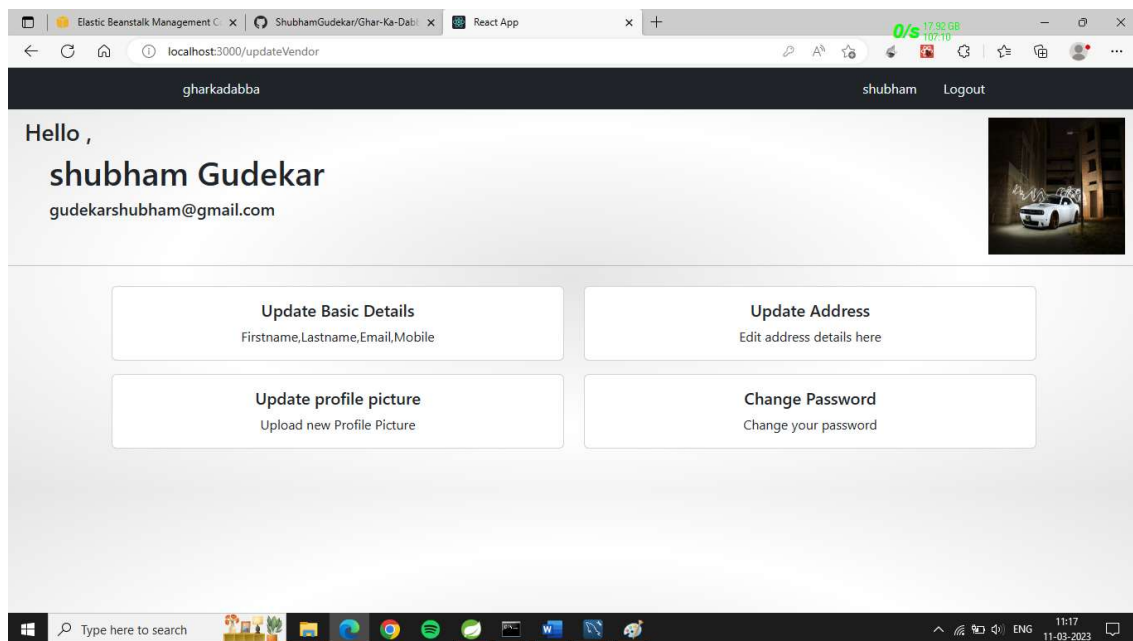 Elastic Beanstalk Management C
ShubhamGudekar/Ghar-Ka-Dab
React App
0/s 17.92 GB
107:10
localhost:3000/updateVendor
gharkadabba
shubham Logout
Hello ,
shubham Gudekar
gudekarshubham@gmail.com
Update Basic Details
Firstname,Lastname,Email,Mobile
Update Address
Edit address details here
Update profile picture
Upload new Profile Picture
Change Password
Change your password
Type here to search
ENG
11:17
11-03-2023